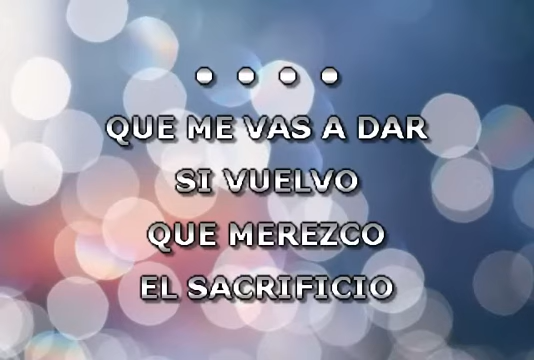 QUE ME VAS A DAR
SI VUELVO
QUE MEREZCO
EL SACRIFICIO